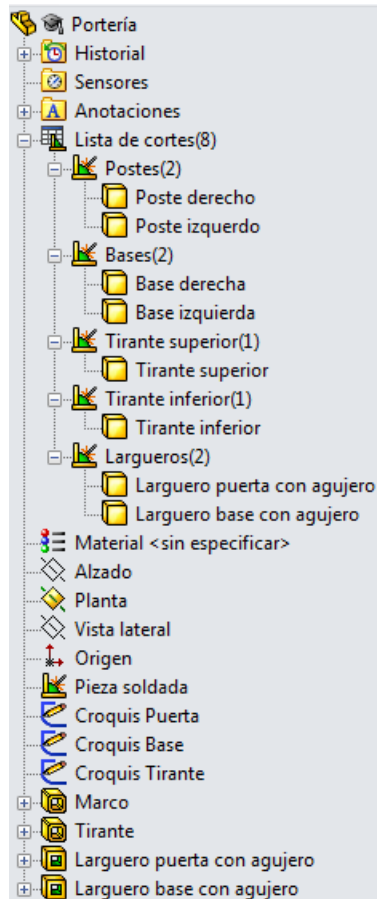 Portería
Historial
Sensores
Anotaciones
Lista de cortes(8)
Postes(2)
Poste derecho
Poste izquerdo
Bases(2)
Base derecha
Base izquierda
Tirante superior(1)
Tirante superior
Tirante inferior(1)
Tirante inferior
Largueros(2)
Larguero puerta con agujero
Larguero base con agujero
Material <sin especificar>
Alzado
Planta
Vista lateral
Origen
Pieza soldada
Croquis Puerta
Croquis Base
Croquis Tirante
Marco
Tirante
Larguero puerta con agujero
Larguero base con agujero